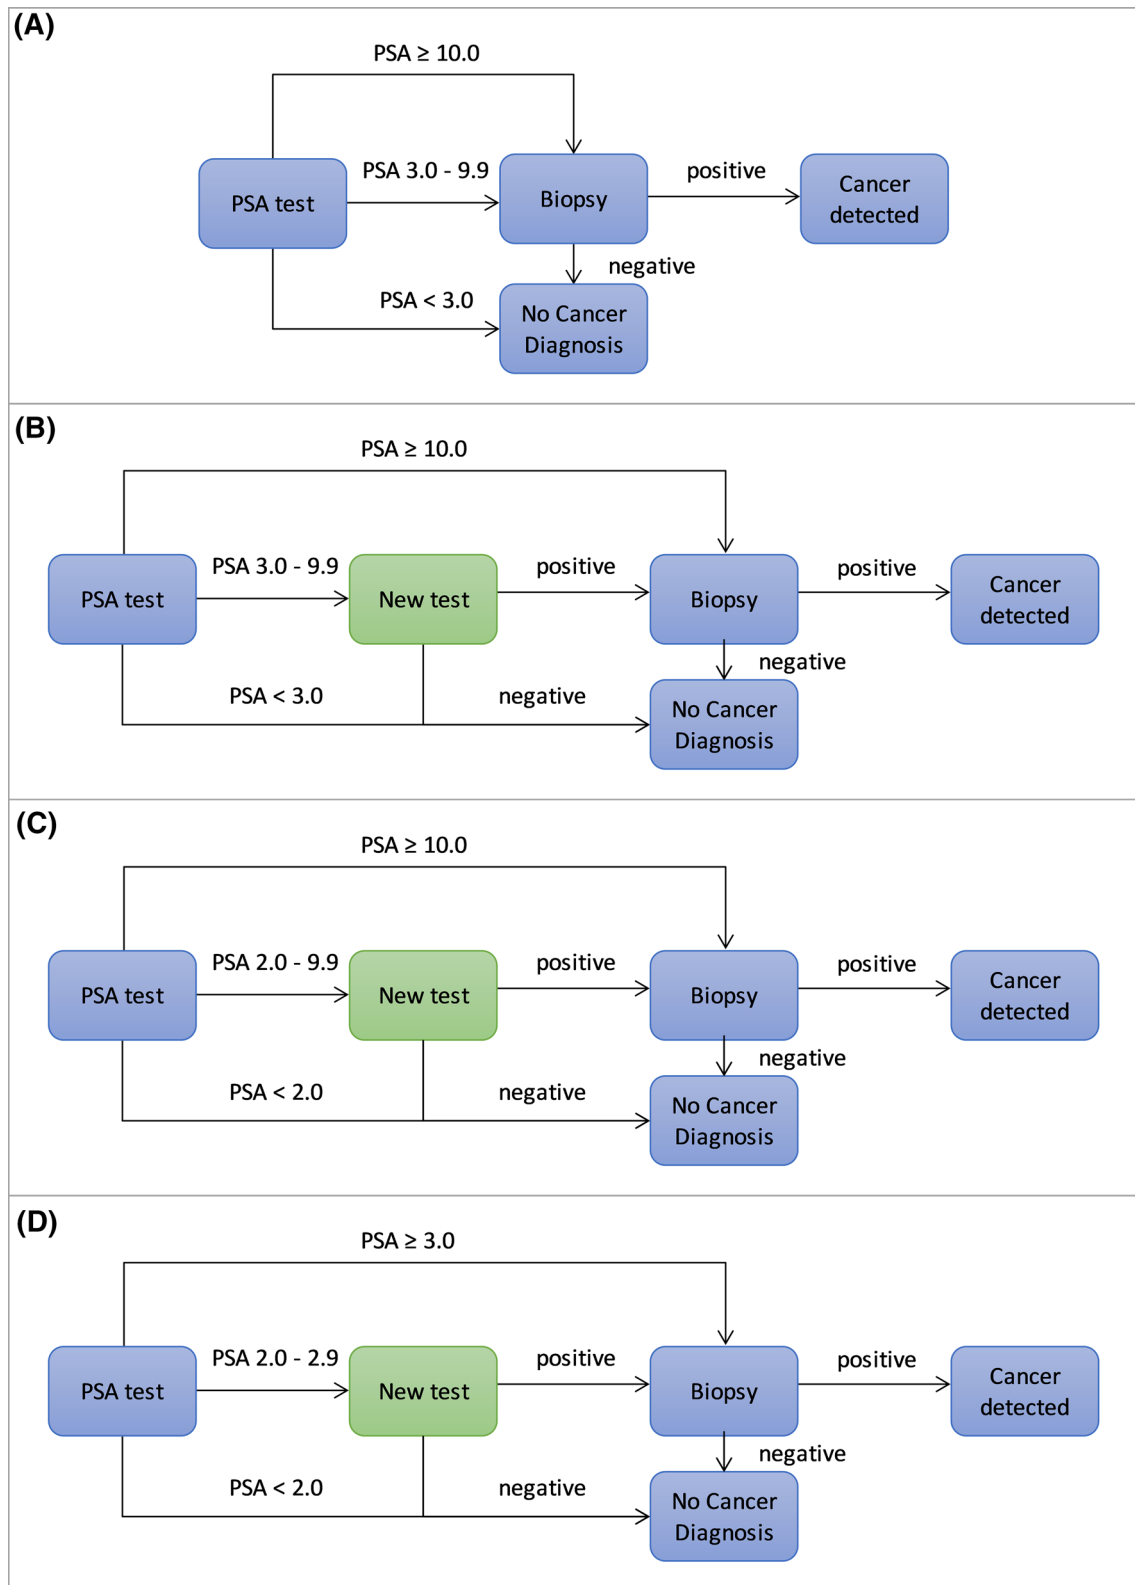 (A)
PSA ≥ 10.0
PSA 3.0 - 9.9
positive
PSA test
Biopsy
Cancer
detected
negative
PSA < 3.0
No Cancer
Diagnosis
(B)
PSA ≥ 10.0
PSA 3.0 - 9.9
positive
positive
PSA test
New test
Biopsy
Cancer
detected
negative
PSA < 3.0
negative
No Cancer
Diagnosis
(C)
PSA ≥ 10.0
PSA 2.0 - 9.9
positive
positive
PSA test
New test
Biopsy
Cancer
detected
negative
PSA < 2.0
negative
No Cancer
Diagnosis
(D)
PSA ≥ 3.0
PSA 2.0 - 2.9
positive
positive
PSA test
New test
Biopsy
Cancer
detected
negative
PSA < 2.0
negative
No Cancer
Diagnosis